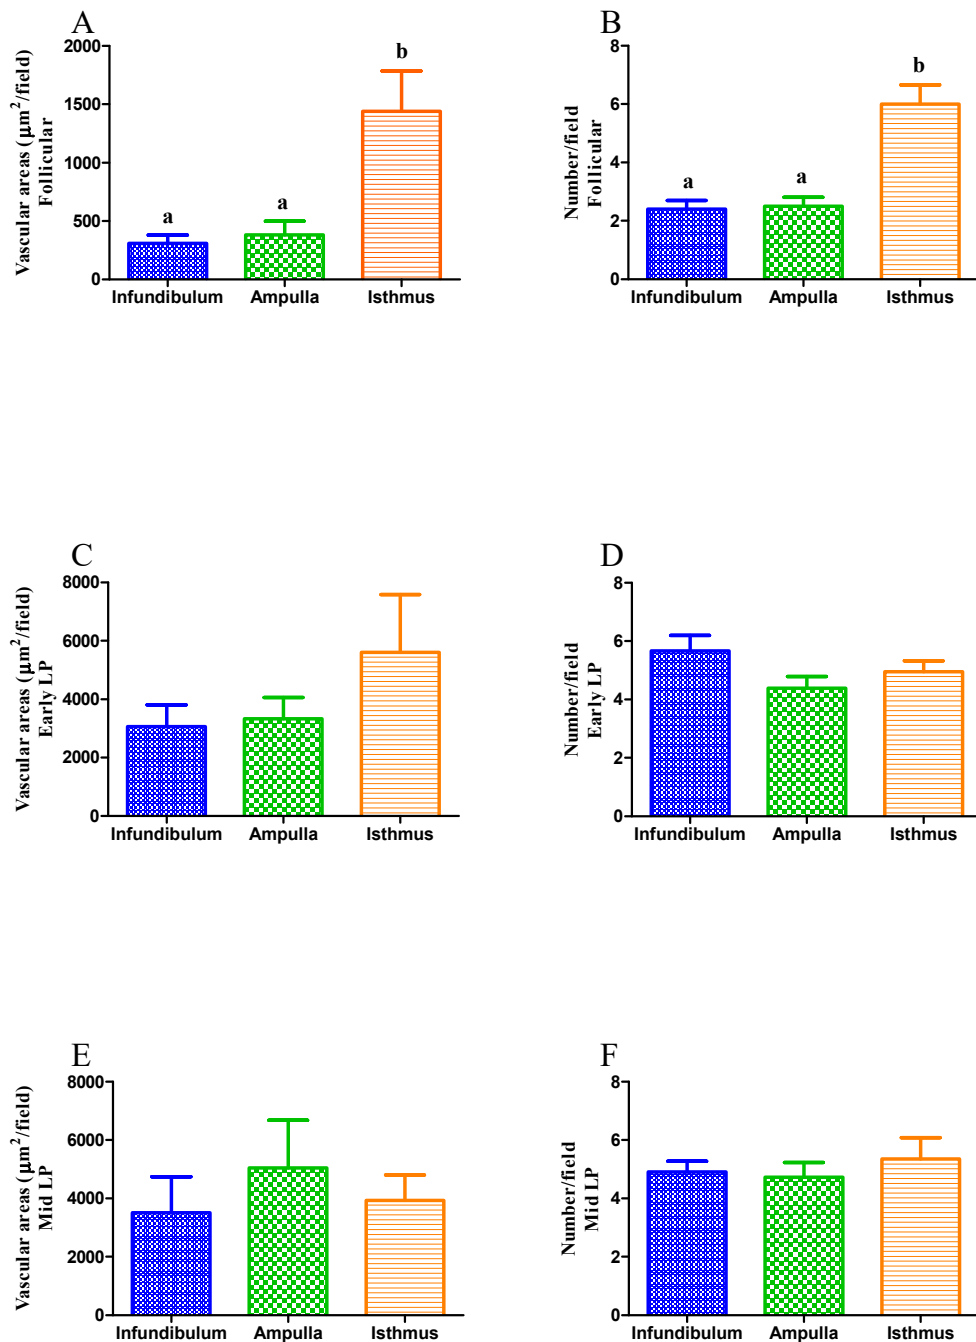 A
Vascular areas (µm²/field)
Follicular
2000
1500
1000
500
0
a
a
b
Infundibulum
Ampulla
Isthmus
B
Number/field
Follicular
8
6
4
2
0
a
a
b
Infundibulum
Ampulla
Isthmus
C
Vascular areas (µm²/field)
Early LP
8000
6000
4000
2000
0
Infundibulum
Ampulla
Isthmus
D
Number/field
Early LP
8
6
4
2
0
Infundibulum
Ampulla
Isthmus
E
Vascular areas (µm²/field)
Mid LP
8000
6000
4000
2000
0
Infundibulum
Ampulla
Isthmus
F
Number/field
Mid LP
8
6
4
2
0
Infundibulum
Ampulla
Isthmus